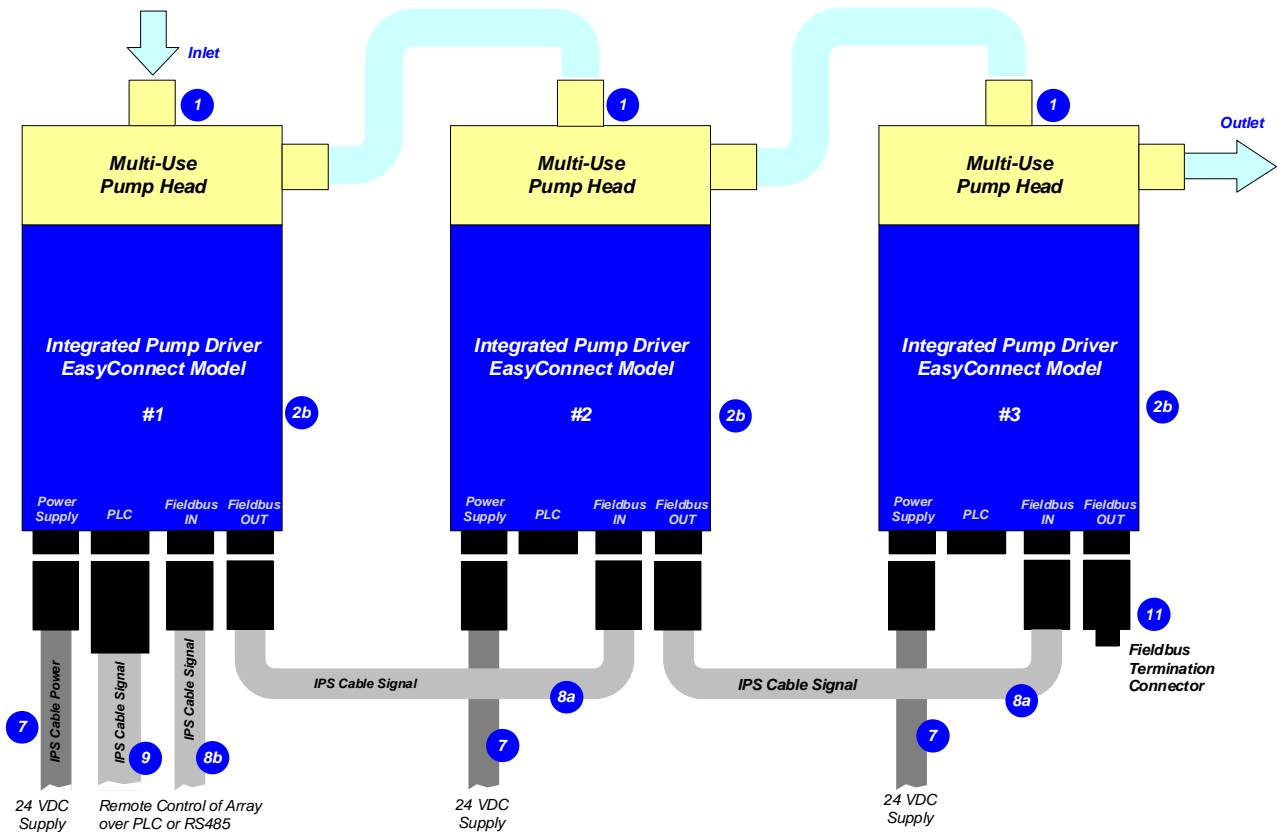 Inlet
1
1
1
Outlet
Multi-Use
Pump Head
Multi-Use
Pump Head
Multi-Use
Pump Head
Integrated Pump Driver
EasyConnect Model
#1
2b
Integrated Pump Driver
EasyConnect Model
#2
2b
Integrated Pump Driver
EasyConnect Model
#3
2b
Power
Supply
PLC
Fieldbus
IN
Fieldbus
OUT
Power
Supply
PLC
Fieldbus
IN
Fieldbus
OUT
Power
Supply
PLC
Fieldbus
IN
Fieldbus
OUT
11
Fieldbus
Termination
Connector
IPS Cable Power
IPS Cable Signal
IPS Cable Signal
IPS Cable Signal
8a
IPS Cable Signal
8a
7
9
8b
7
7
24 VDC
Supply
Remote Control of Array
over PLC or RS485
24 VDC
Supply
24 VDC
Supply